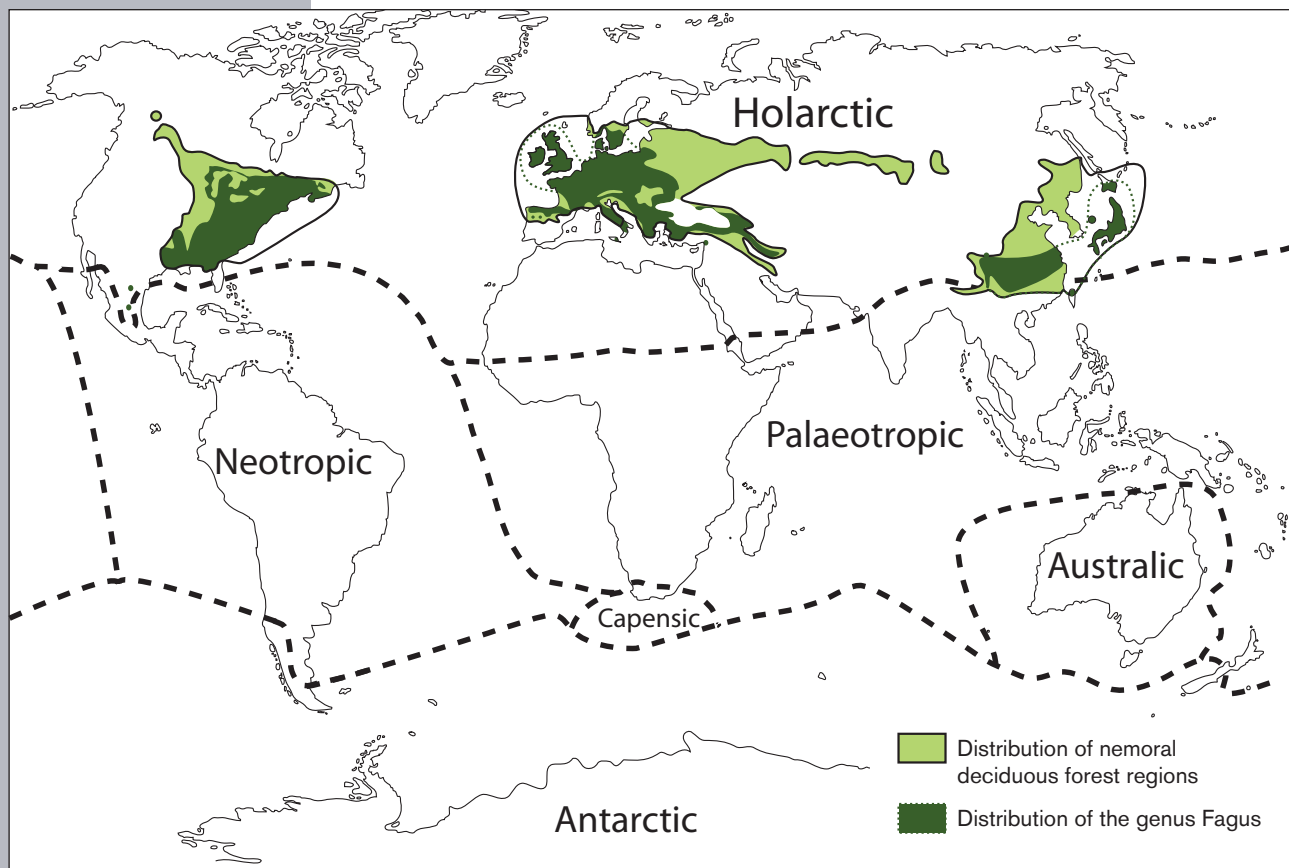 Holarctic
Neotropic
Palaeotropic
Australic
Capensic
Antarctic
Distribution of nemoral
deciduous forest regions
Distribution of the genus Fagus